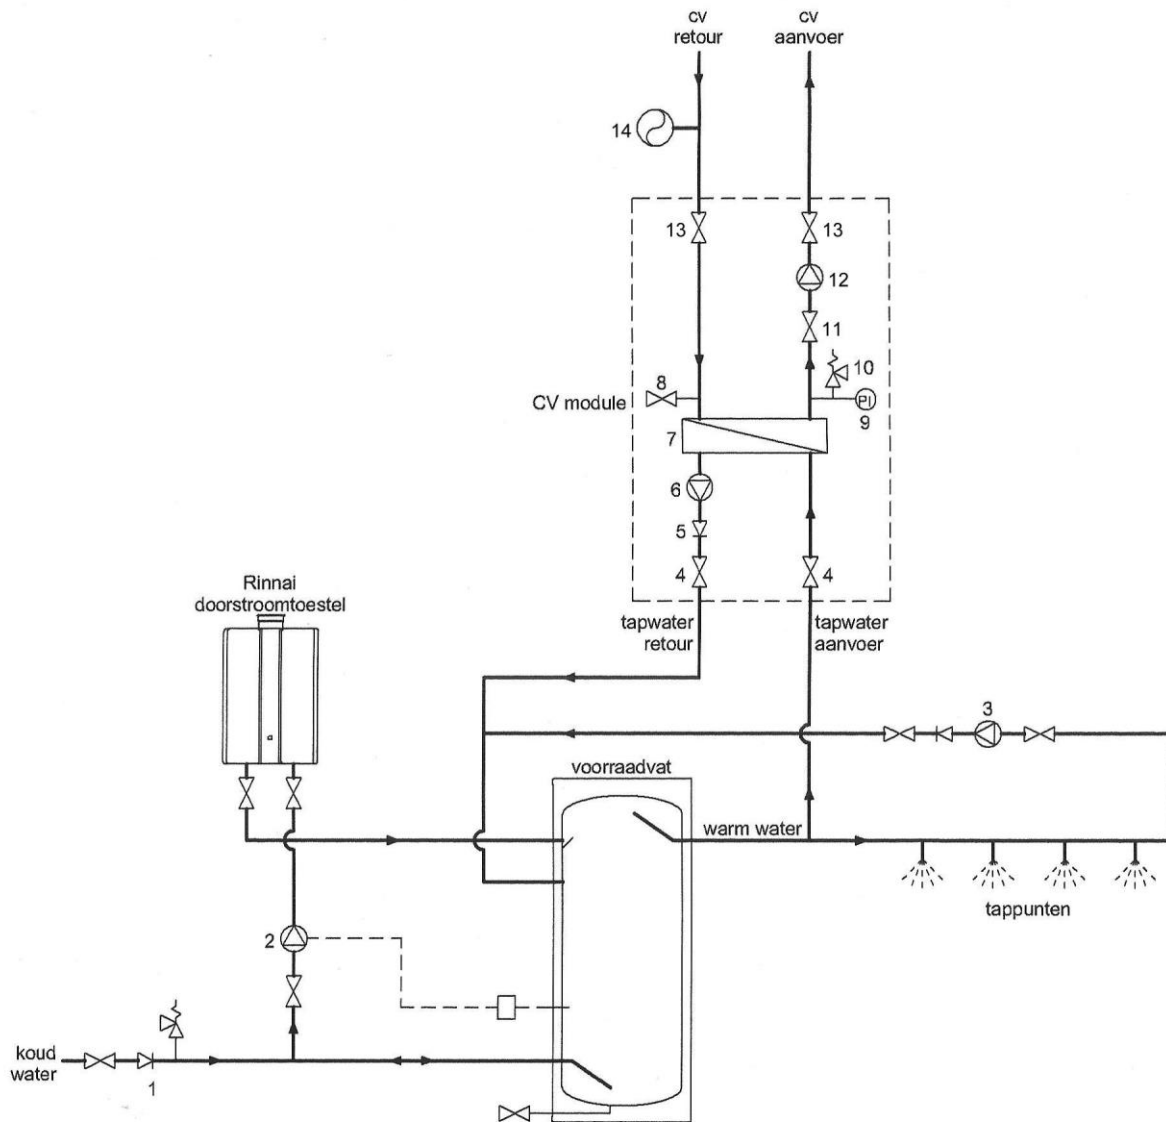 cv
retour
cv
aanvoer
14
13
13
12
11
10
8
CV module
PI
9
7
6
5
4
4
Rinnai
doorstroomtoestel
tapwater
retour
tapwater
aanvoer
3
voorraadvat
warm water
tappunten
2
koud
water
1